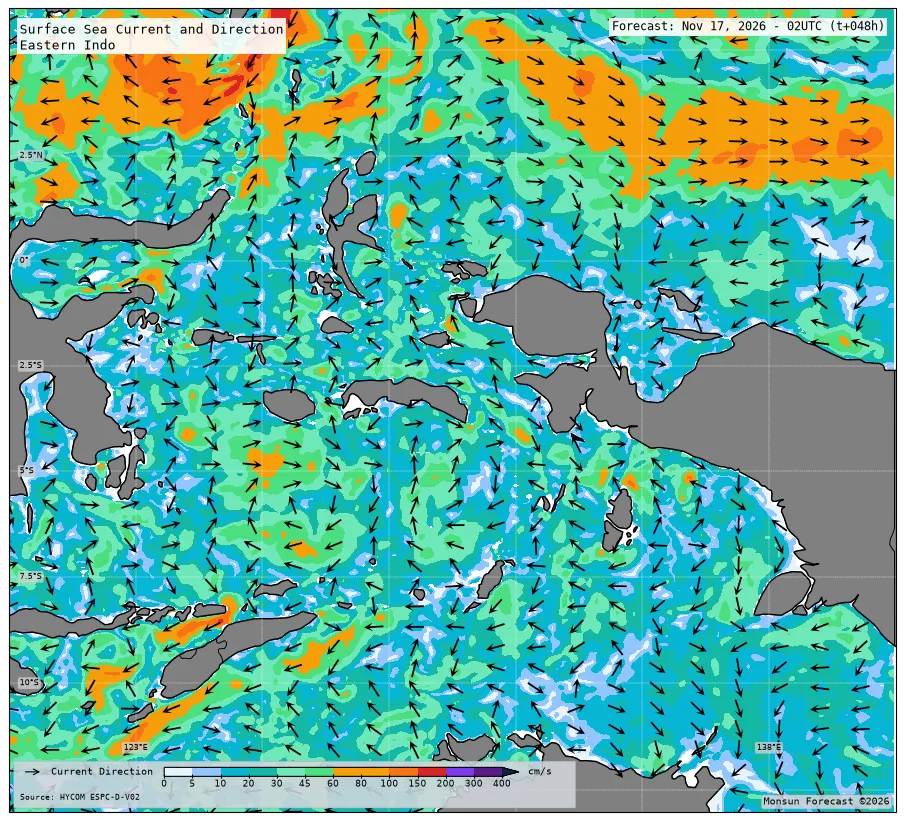 Surface Sea Current and Direction
Eastern Indo
Forecast: Nov 17, 2026 - 02UTC (t+048h)
2.5°N
0°
2.5°S
5°S
7.5°S
10°S
123°E
138°E
Current Direction
cm/s
0 5 10 20 30 45 60 80 100 150 200 300 400
Source: HYCOM ESPC-D-V02
Monsun Forecast ©2026